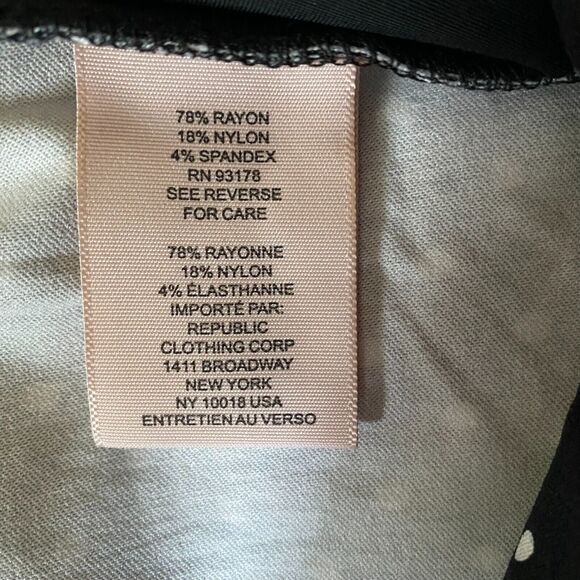 78% RAYON
18% NYLON
4% SPANDEX
RN 93178
SEE REVERSE
FOR CARE
78% RAYONNE
18% NYLON
4% ÉLASTHANNE
IMPORTÉ PAR:
REPUBLIC
CLOTHING CORP
1411 BROADWAY
NEW YORK
NY 10018 USA
ENTRETIEN AU VERSO